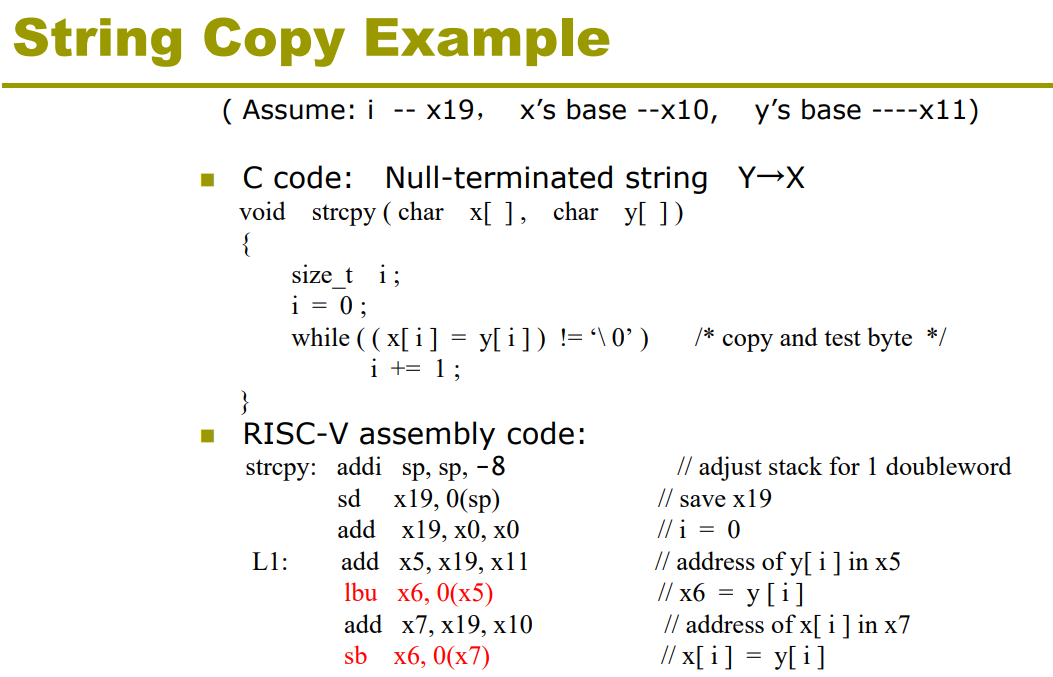 String Copy Example
( Assume: i -- x19, x's base --x10, y's base ----x11)
C code: Null-terminated string Y→X
void strcpy ( char x[ ] , char y[ ] )
{
size_t i ;
i = 0 ;
while ( ( x[ i ] = y[ i ] ) != ‘\ 0’ ) /* copy and test byte */
i += 1 ;
}
RISC-V assembly code:
strcpy: addi sp, sp, −8 // adjust stack for 1 doubleword
sd x19, 0(sp) // save x19
add x19, x0, x0 // i = 0
L1: add x5, x19, x11 // address of y[ i ] in x5
lbu x6, 0(x5) // x6 = y [ i ]
add x7, x19, x10 // address of x[ i ] in x7
sb x6, 0(x7) // x[ i ] = y[ i ]